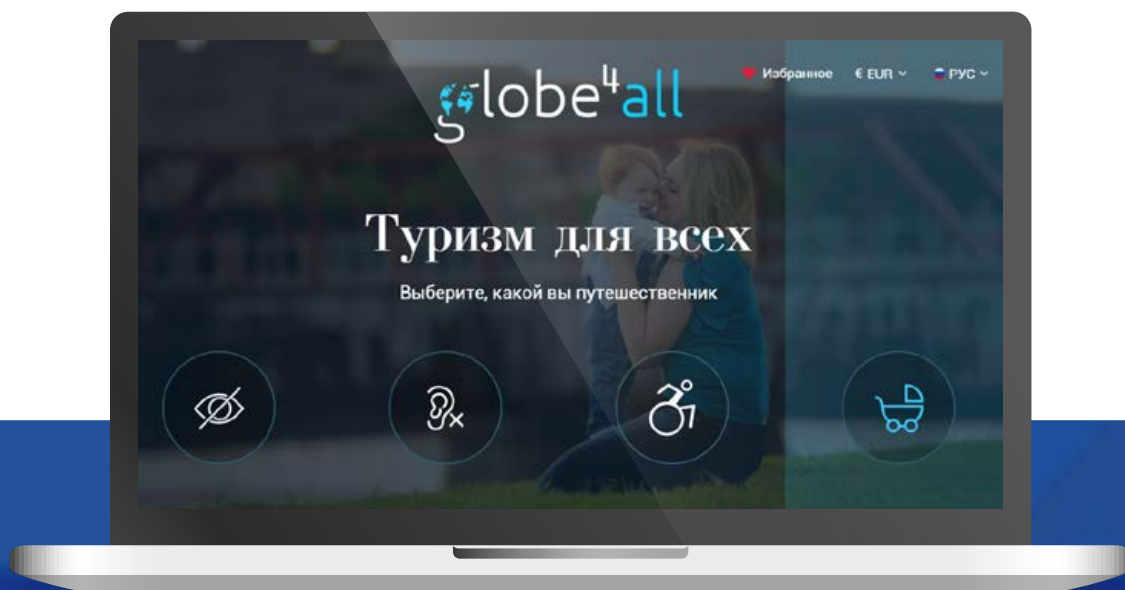 globe4all
Избранное € EUR РУС
Туризм для всех
Выберите, какой вы путешественник